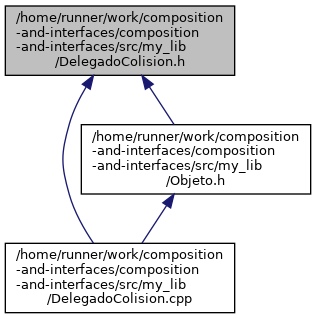 /home/runner/work/composition
-and-interfaces/composition
-and-interfaces/src/my_lib
/DelegadoColision.h
/home/runner/work/composition
-and-interfaces/composition
-and-interfaces/src/my_lib
/Objeto.h
/home/runner/work/composition
-and-interfaces/composition
-and-interfaces/src/my_lib
/DelegadoColision.cpp